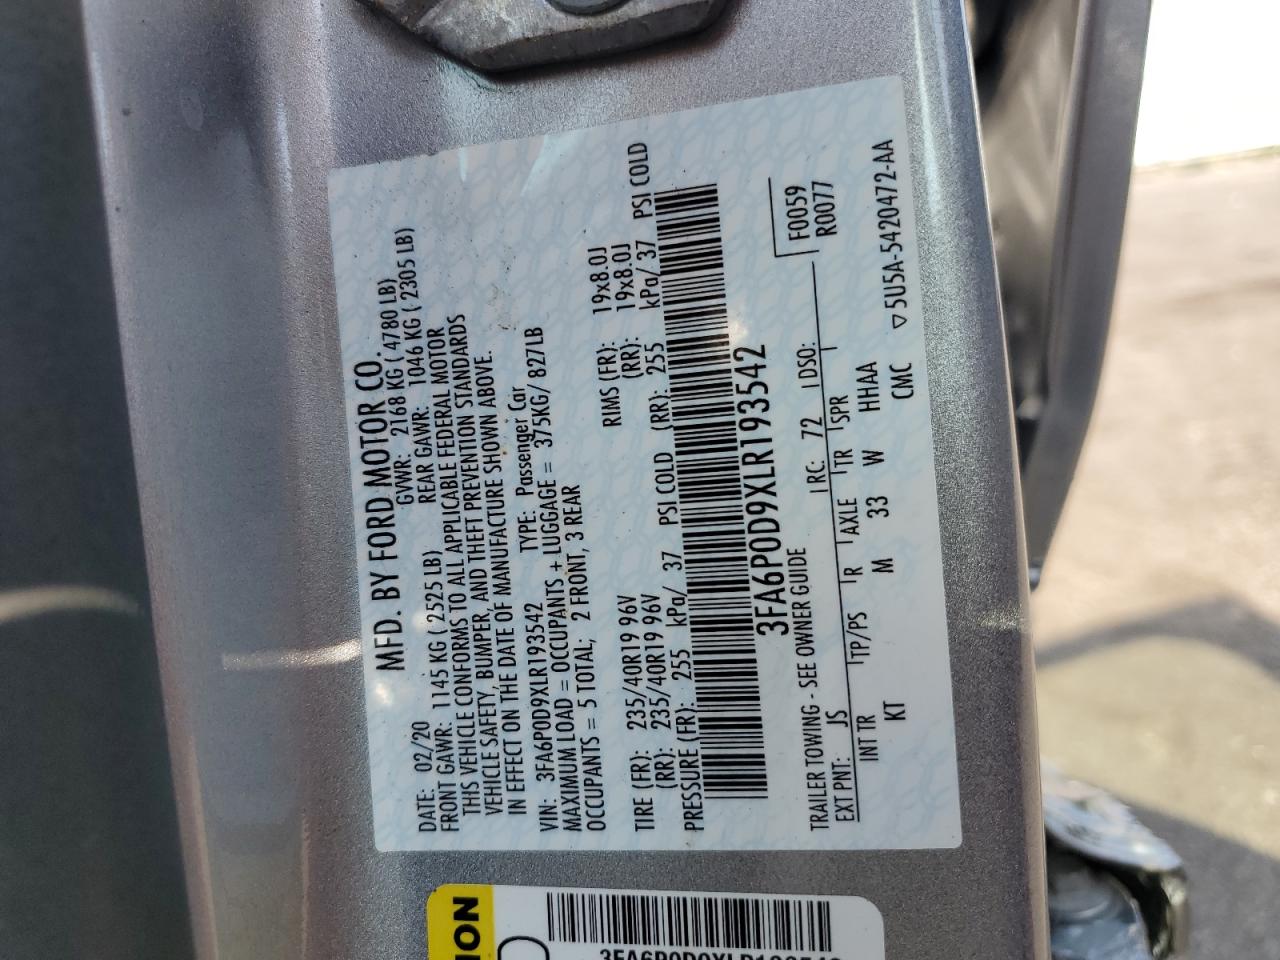 MFD. BY FORD MOTOR CO.
DATE: 02/20 GVWR: 2168 KG ( 4780 LB)
FRONT GAWR: 1145 KG ( 2525 LB) REAR GAWR: 1046 KG ( 2305 LB)
THIS VEHICLE CONFORMS TO ALL APPLICABLE FEDERAL MOTOR
VEHICLE SAFETY, BUMPER, AND THEFT PREVENTION STANDARDS
IN EFFECT ON THE DATE OF MANUFACTURE SHOWN ABOVE.
VIN: 3FA6P0D9XLR193542 TYPE: Passenger Car
MAXIMUM LOAD = OCCUPANTS + LUGGAGE = 375KG/ 827LB
OCCUPANTS = 5 TOTAL; 2 FRONT, 3 REAR
TIRE (FR): 235/40R19 96V RIMS (FR): 19x8.0J
(RR): 235/40R19 96V (RR): 19x8.0J
PRESSURE (FR): 255 kPa/ 37 PSI COLD (RR): 255 kPa/ 37 PSI COLD
3FA6P0D9XLR193542
F0059
R0077
TRAILER TOWING - SEE OWNER GUIDE
EXT PNT: JS RC: 72 DSO:
INT TR TP/PS R AXLE TR SPR
KT M 33 W HHAA
CMC ▽5U5A-5420472-AA